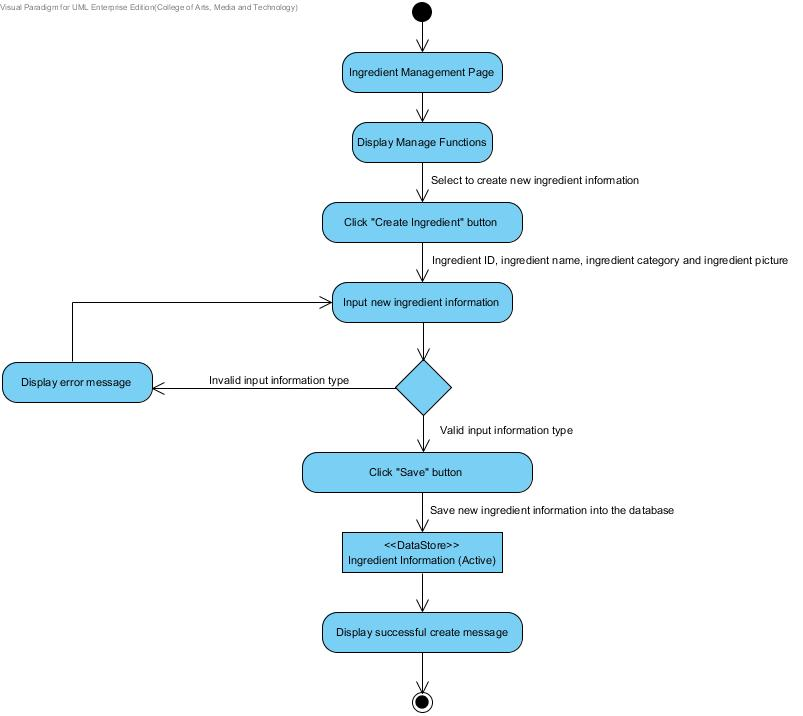 Visual Paradigm for UML Enterprise Edition(College of Arts, Media and Technology)
Ingredient Management Page
Display Manage Functions
Select to create new ingredient information
Click "Create Ingredient" button
Ingredient ID, ingredient name, ingredient category and ingredient picture
Input new ingredient information
Display error message
Invalid input information type
Valid input information type
Click "Save" button
Save new ingredient information into the database
<<DataStore>>
Ingredient Information (Active)
Display successful create message